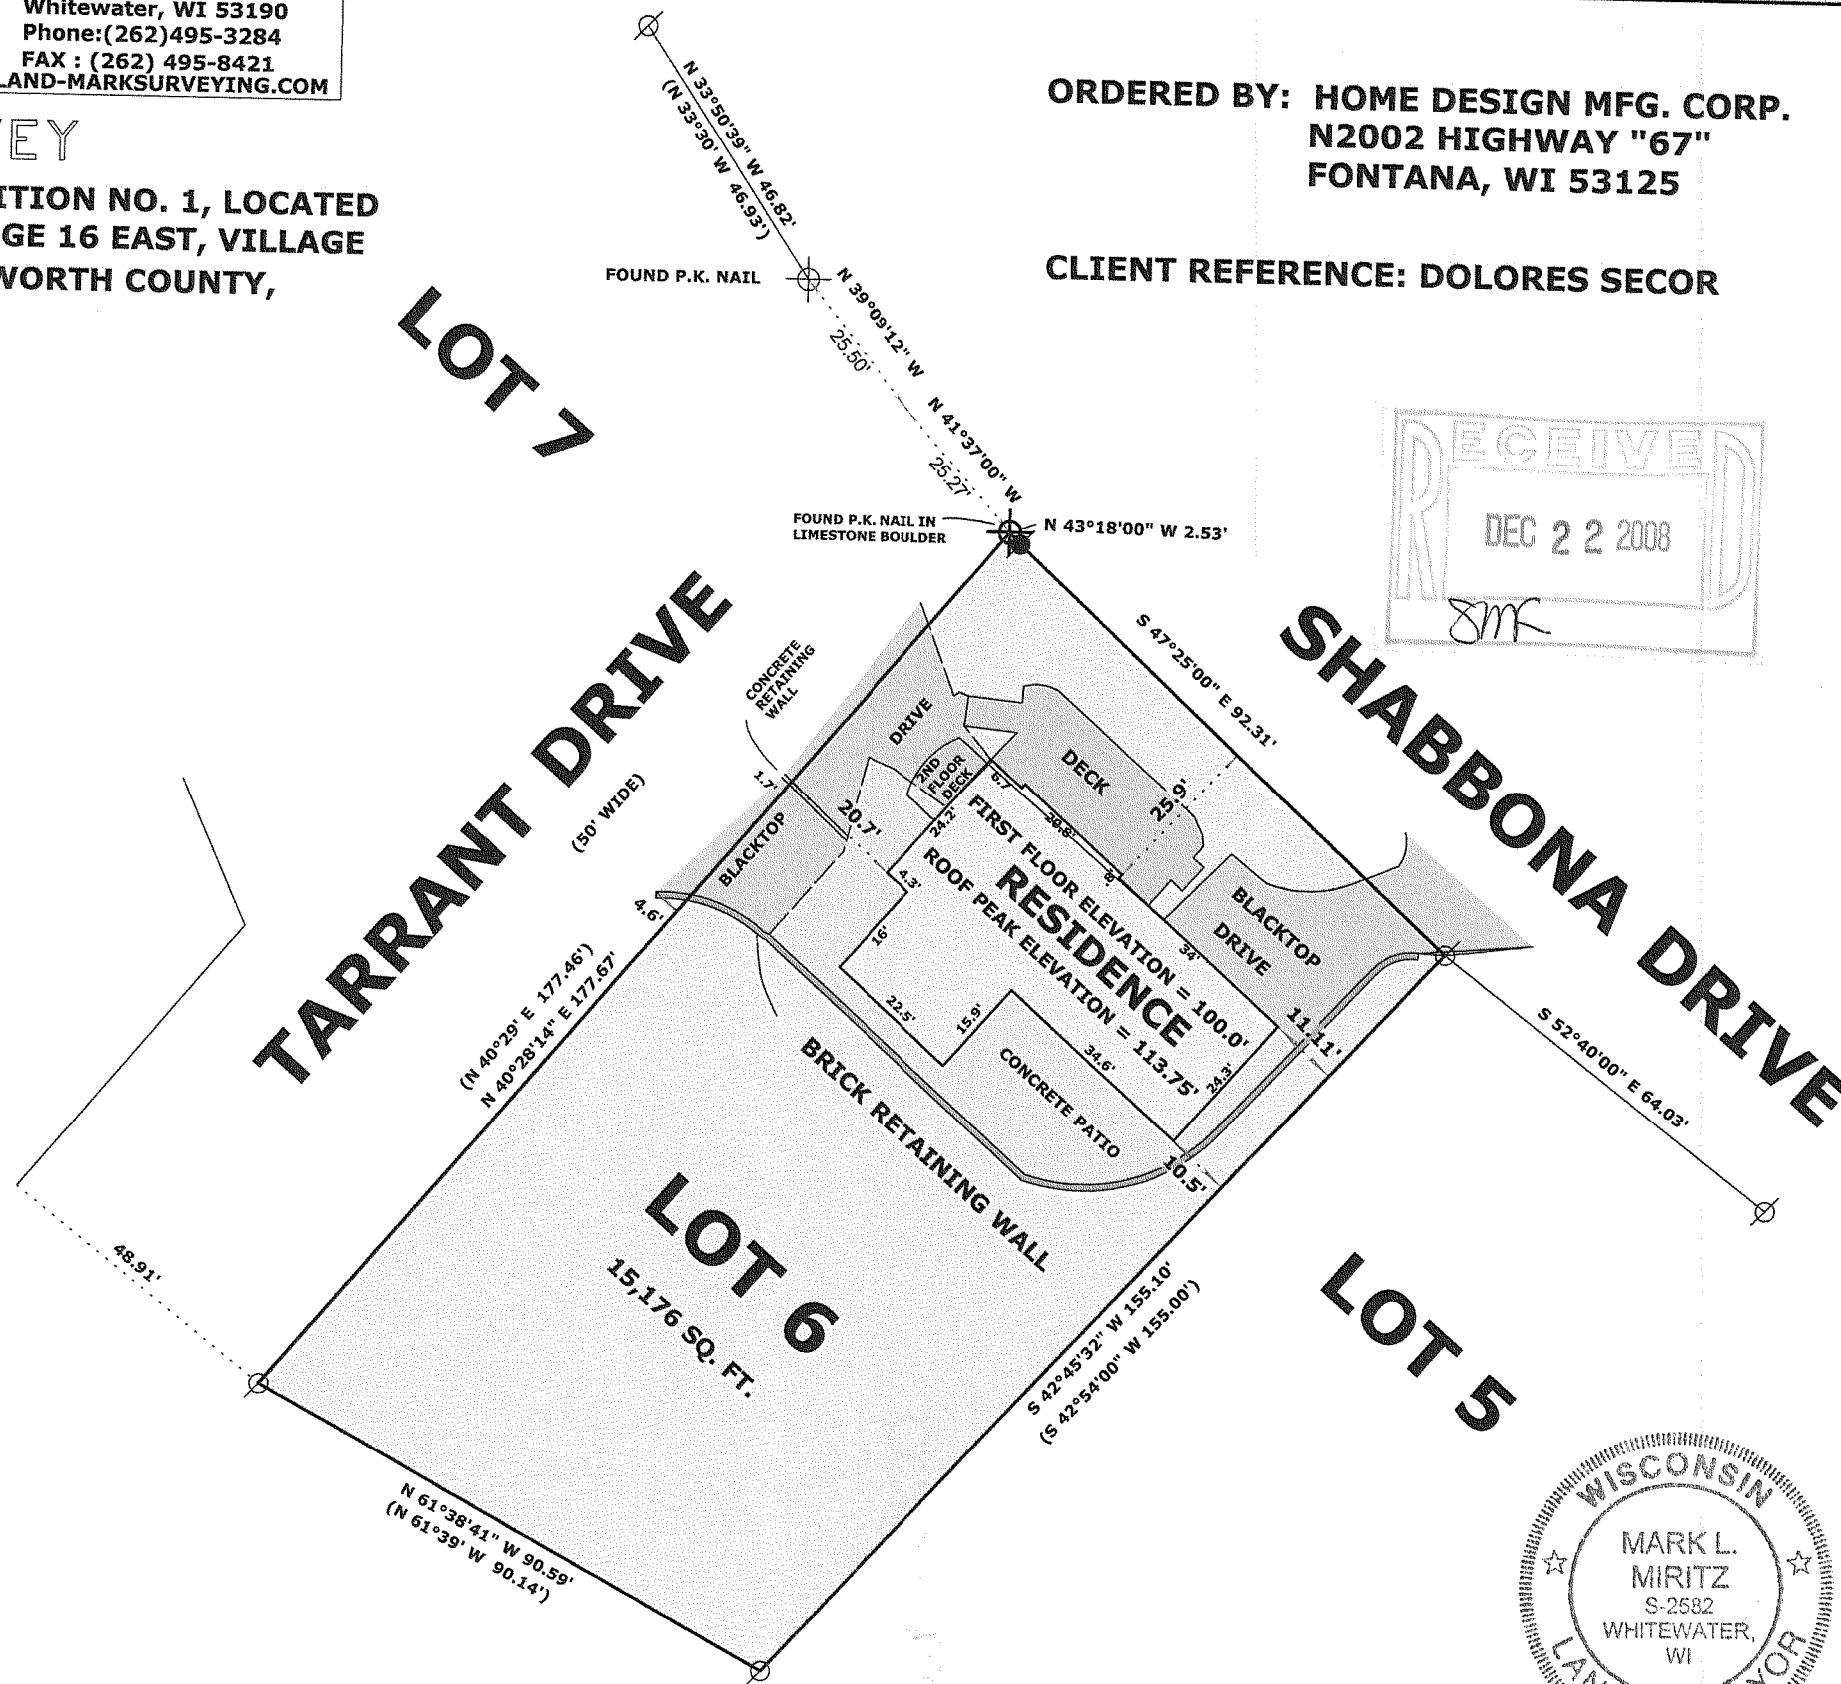 Whitewater, WI 53190
Phone:(262)495-3284
FAX : (262) 495-8421
LAND-MARKSURVEYING.COM
VEY
ITION NO. 1, LOCATED
GE 16 EAST, VILLAGE
WORTH COUNTY,
ORDERED BY: HOME DESIGN MFG. CORP.
N2002 HIGHWAY "67"
FONTANA, WI 53125
CLIENT REFERENCE: DOLORES SECOR
N 33°50'39" W 46.82'
(N 33°30' W 46.93')
FOUND P.K. NAIL
N 39°09'12" W
25.50'
N 41°37'00" W
25.27'
LOT 7
RECEIVED
DEC 22 2008
SMK
FOUND P.K. NAIL IN
LIMESTONE BOULDER
N 43°18'00" W 2.53'
S 47°25'00" E 92.31'
SHABBONA DRIVE
TARRANT DRIVE
(50' WIDE)
CONCRETE
RETAINING
WALL
1.7'
DRIVE
2ND
FLOOR
DECK
DECK
25.9'
6.7'
20.8'
.8'
24.2'
20.7'
BLACKTOP
4.6'
4.3'
16'
22.5'
15.9'
34.6'
24.3'
34'
FIRST FLOOR ELEVATION = 100.0'
RESIDENCE
ROOF PEAK ELEVATION = 113.75'
BLACKTOP
DRIVE
11.11'
CONCRETE PATIO
10.5'
BRICK RETAINING WALL
(N 40°29' E 177.46')
N 40°28'14" E 177.67'
S 52°40'00" E 64.03'
48.91'
LOT 6
15,176 SQ. FT.
S 42°45'32" W 155.10'
(S 42°54'00" W 155.00')
LOT 5
N 61°38'41" W 90.59'
(N 61°39' W 90.14')
WISCONSIN
MARK L.
MIRITZ
S-2582
WHITEWATER,
WI
LAN
YOR